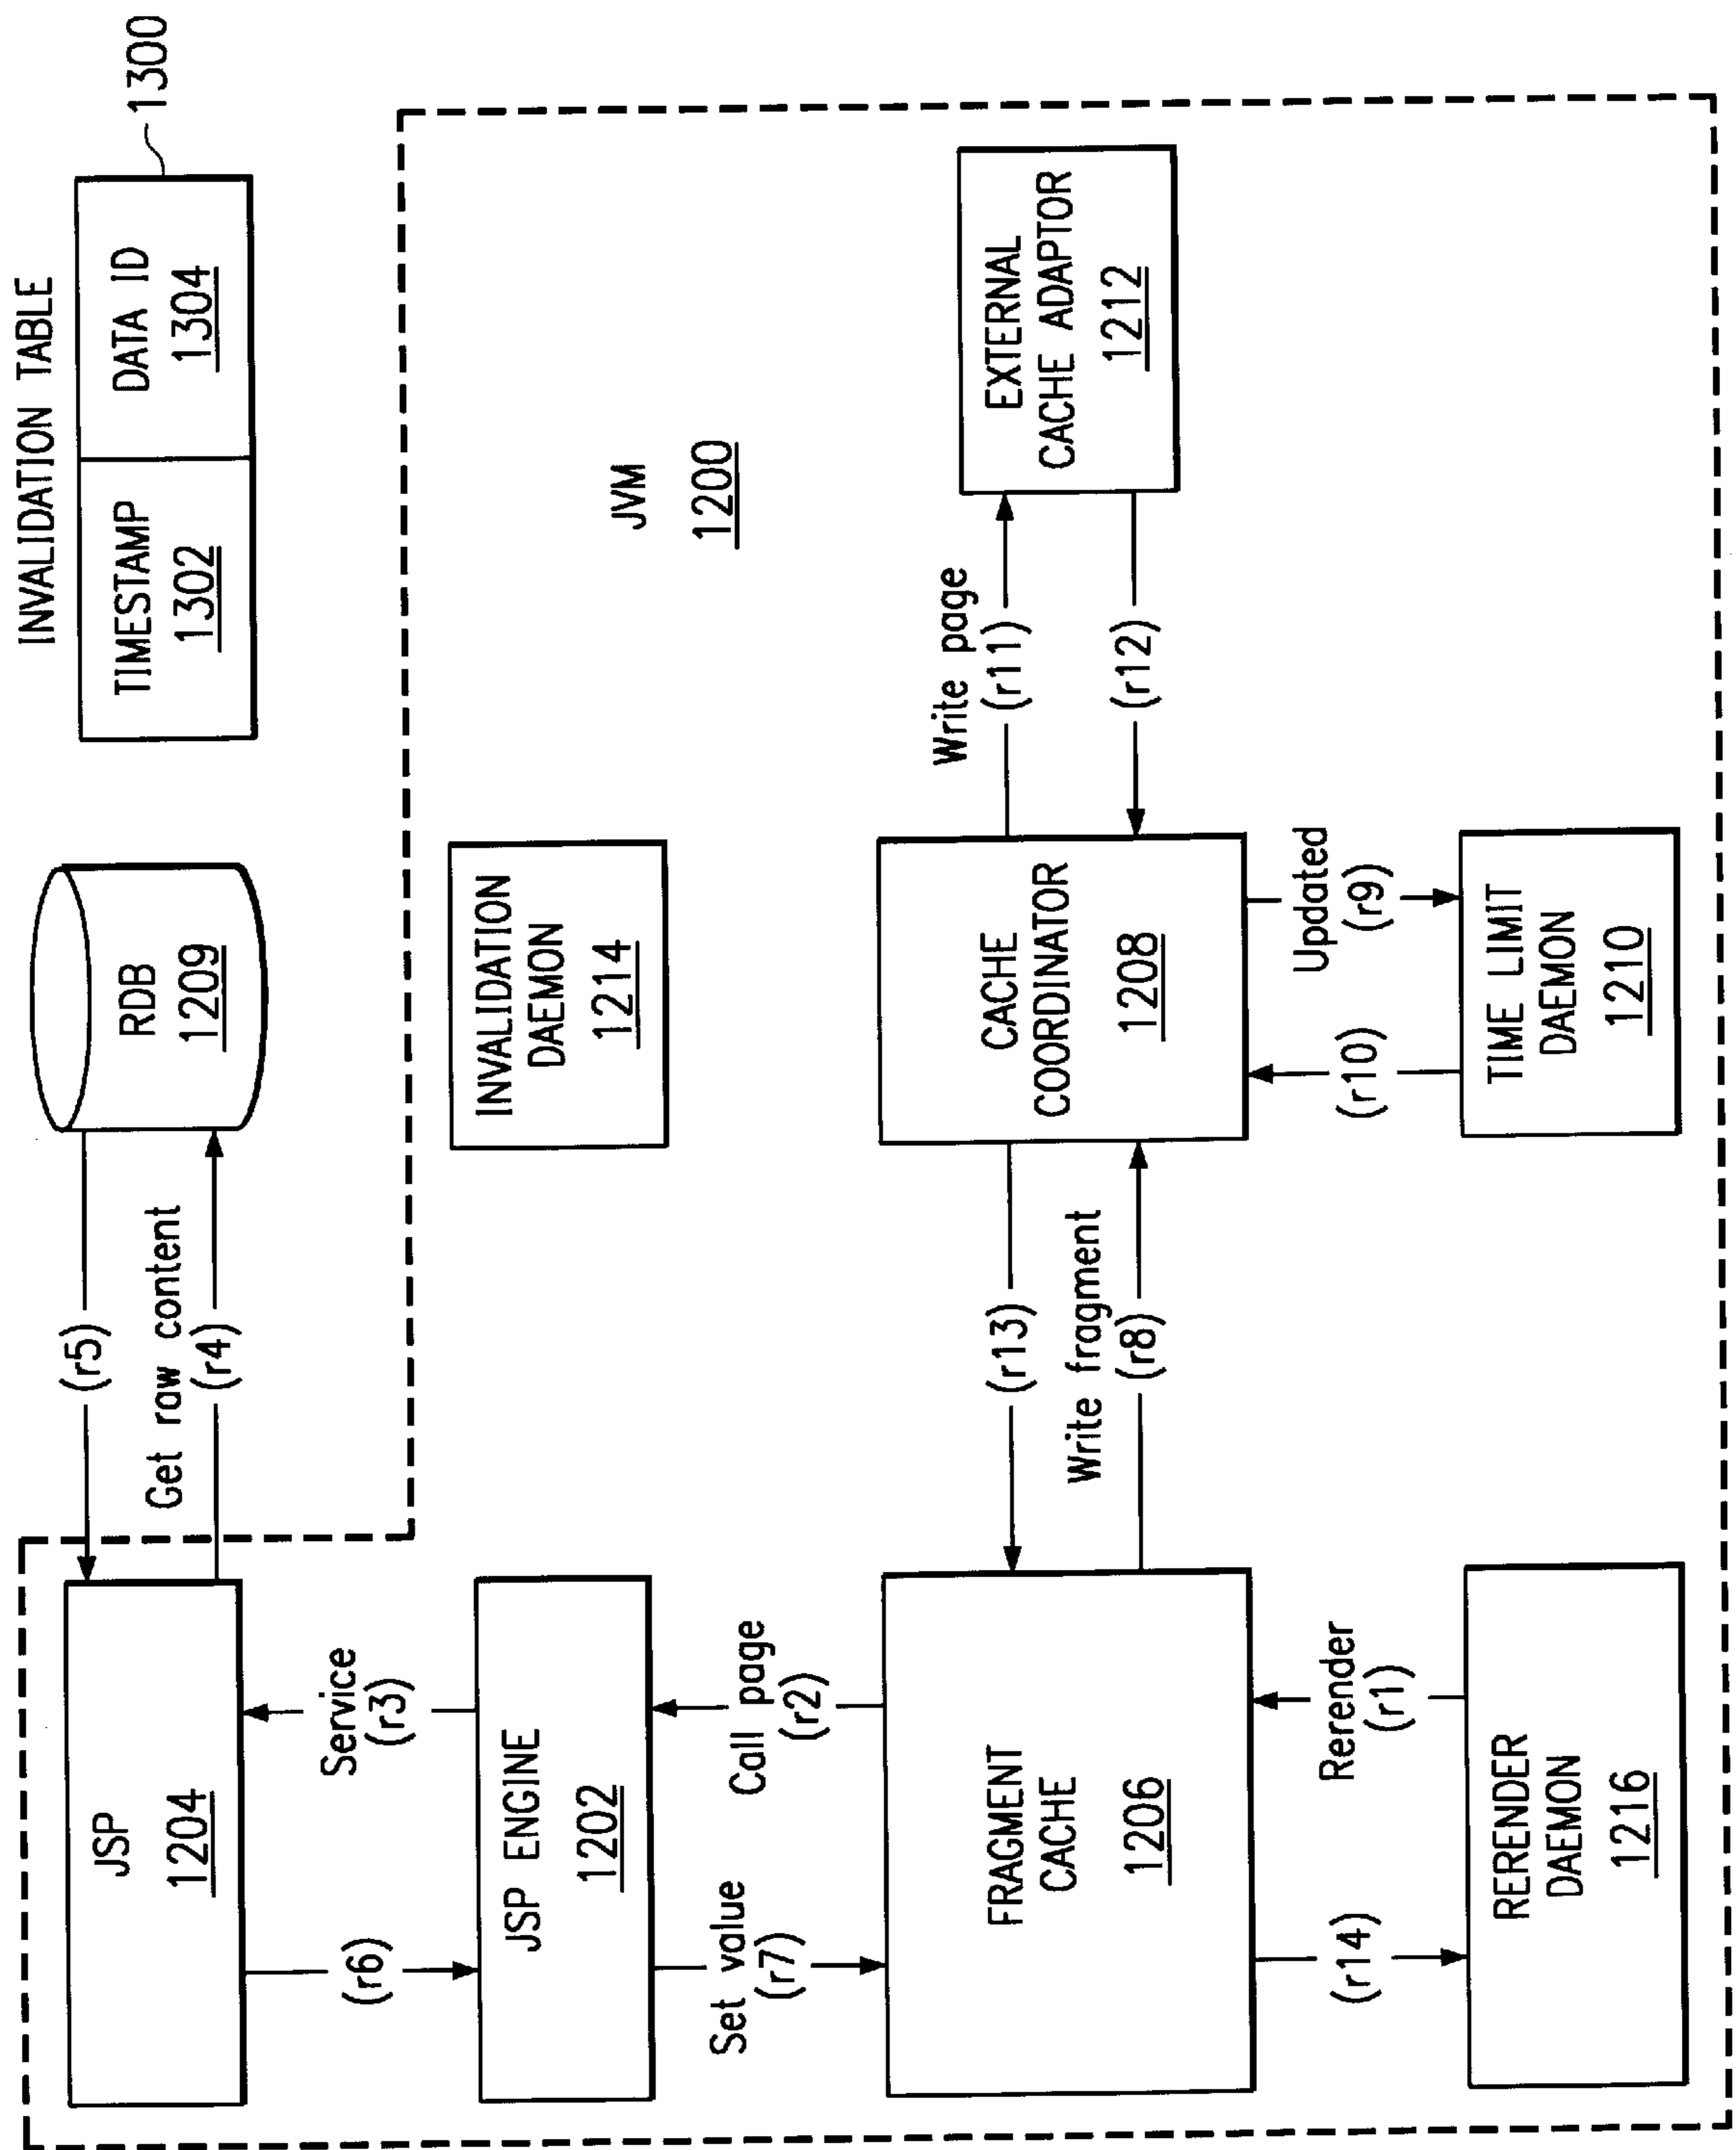 INVALIDATION TABLE
TIMESTAMP
1302
DATA ID
1304
1300
RDB
1209
(r5)
Get raw content
(r4)
JSP
1204
Service
(r3)
(r6)
JSP ENGINE
1202
Call page
(r2)
Set value
(r7)
FRAGMENT
CACHE
1206
Rerender
(r1)
(r14)
RERENDER
DAEMON
1216
INVALIDATION
DAEMON
1214
JVM
1200
(r13)
Write fragment
(r8)
CACHE
COORDINATOR
1208
Write page
(r11)
(r12)
EXTERNAL
CACHE ADAPTOR
1212
(r10)
Updated
(r9)
TIME LIMIT
DAEMON
1210